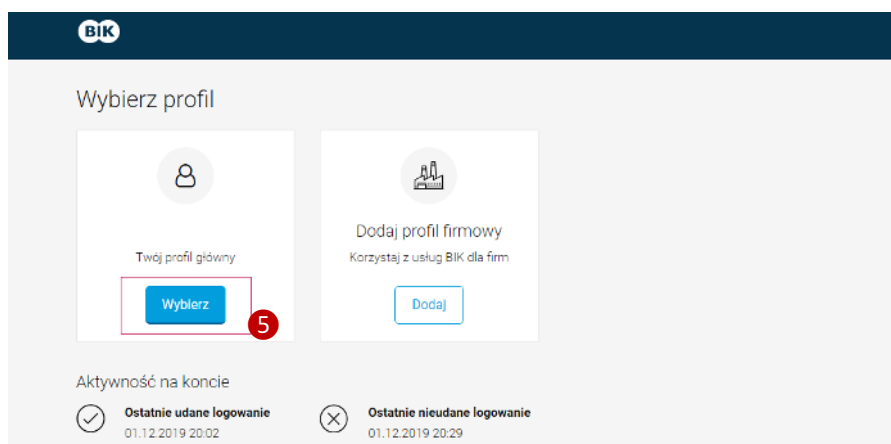 BIK
Wybierz profil
Twój profil główny
Wybierz
5
Dodaj profil firmowy
Korzystaj z usług BIK dla firm
Dodaj
Aktywność na koncie
Ostatnie udane logowanie
01.12.2019 20:02
Ostatnie nieudane logowanie
01.12.2019 20:29